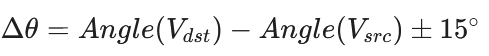 Δθ = Angle(V_dst) − Angle(V_src) ± 15°